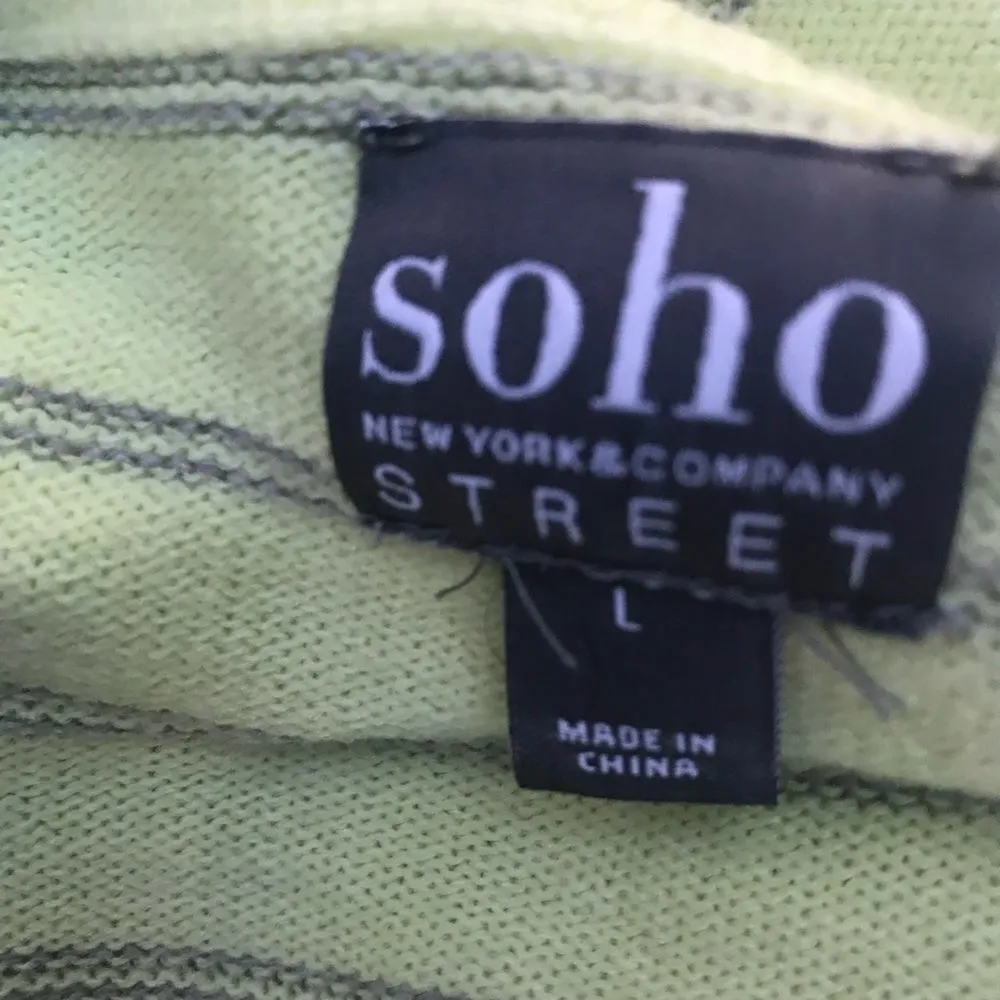 soho
NEW YORK&COMPANY
STREET
L
MADE IN
CHINA